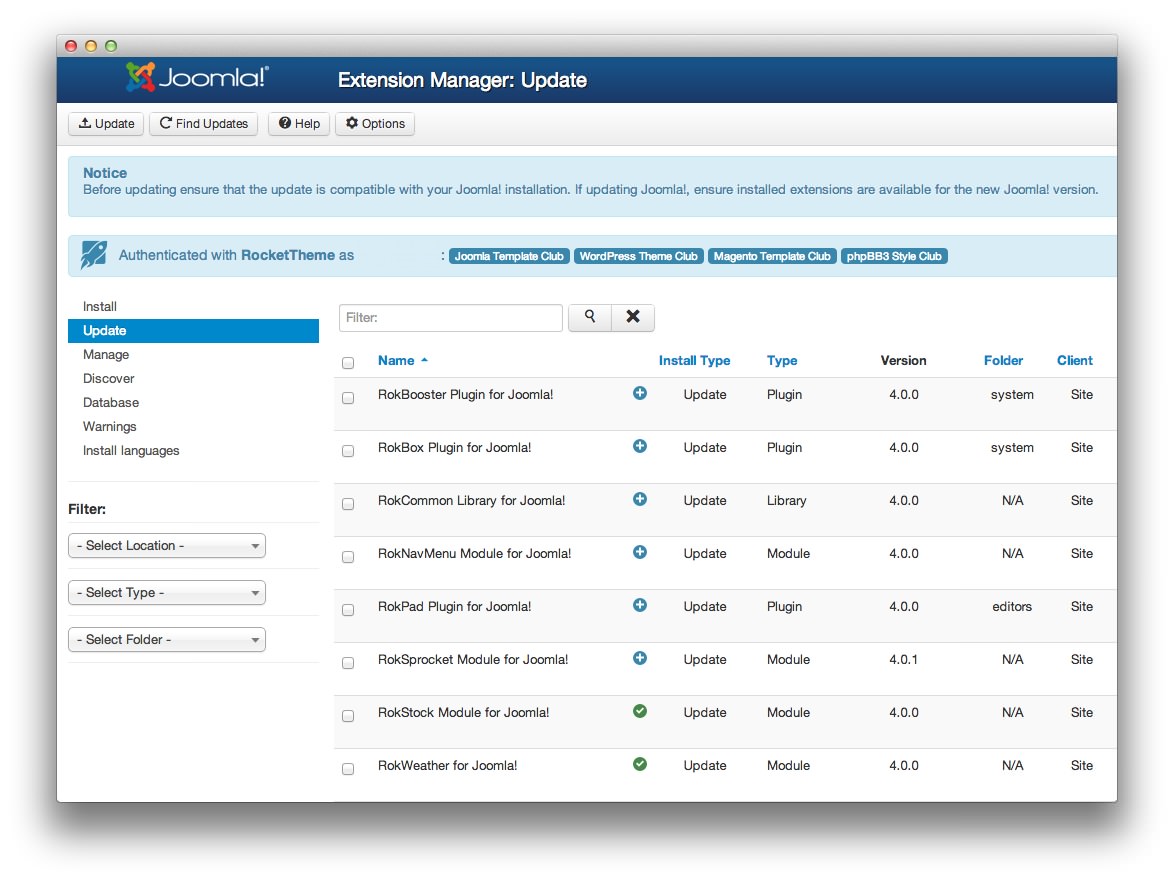 Joomla!® Extension Manager: Update
Update Find Updates Help Options
Notice
Before updating ensure that the update is compatible with your Joomla! installation. If updating Joomla!, ensure installed extensions are available for the new Joomla! version.
Authenticated with RocketTheme as : Joomla Template Club WordPress Theme Club Magento Template Club phpBB3 Style Club
Install
Update
Manage
Discover
Database
Warnings
Install languages
Filter:
- Select Location -
- Select Type -
- Select Folder -
Filter:
Name Install Type Type Version Folder Client
RokBooster Plugin for Joomla! Update Plugin 4.0.0 system Site
RokBox Plugin for Joomla! Update Plugin 4.0.0 system Site
RokCommon Library for Joomla! Update Library 4.0.0 N/A Site
RokNavMenu Module for Joomla! Update Module 4.0.0 N/A Site
RokPad Plugin for Joomla! Update Plugin 4.0.0 editors Site
RokSprocket Module for Joomla! Update Module 4.0.1 N/A Site
RokStock Module for Joomla! Update Module 4.0.0 N/A Site
RokWeather for Joomla! Update Module 4.0.0 N/A Site